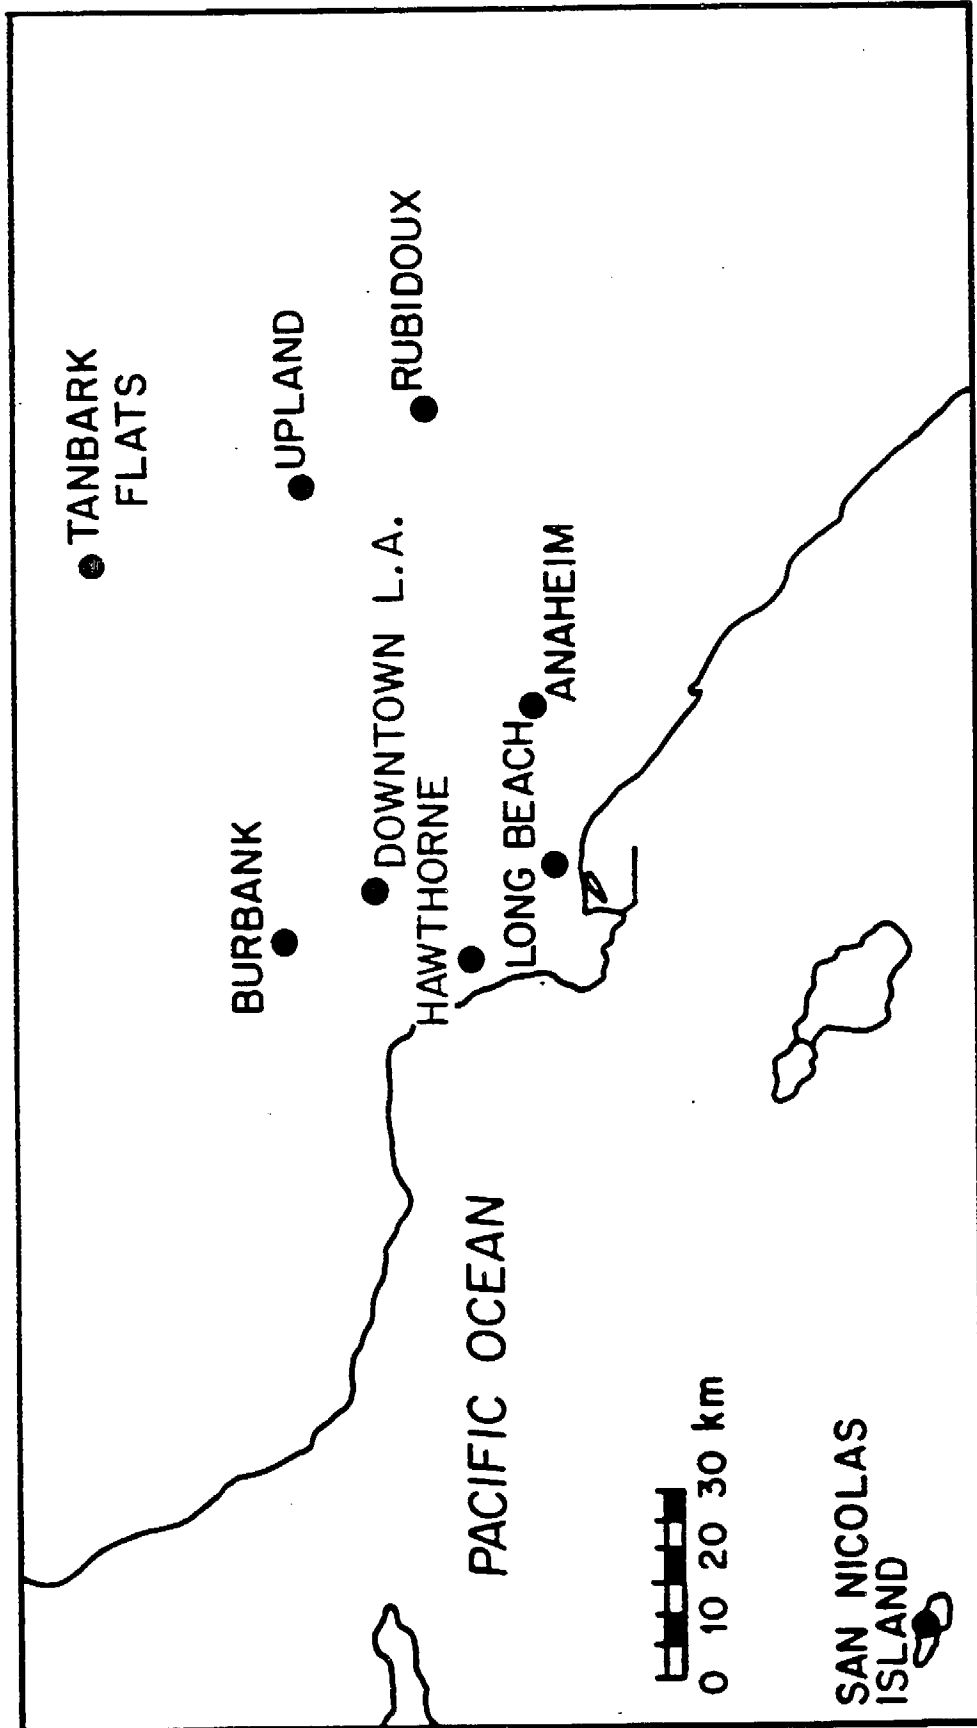 TANBARK
FLATS
BURBANK
UPLAND
DOWNTOWN L.A.
RUBIDOUX
HAWTHORNE
LONG BEACH
ANAHEIM
PACIFIC OCEAN
0 10 20 30 km
SAN NICOLAS
ISLAND